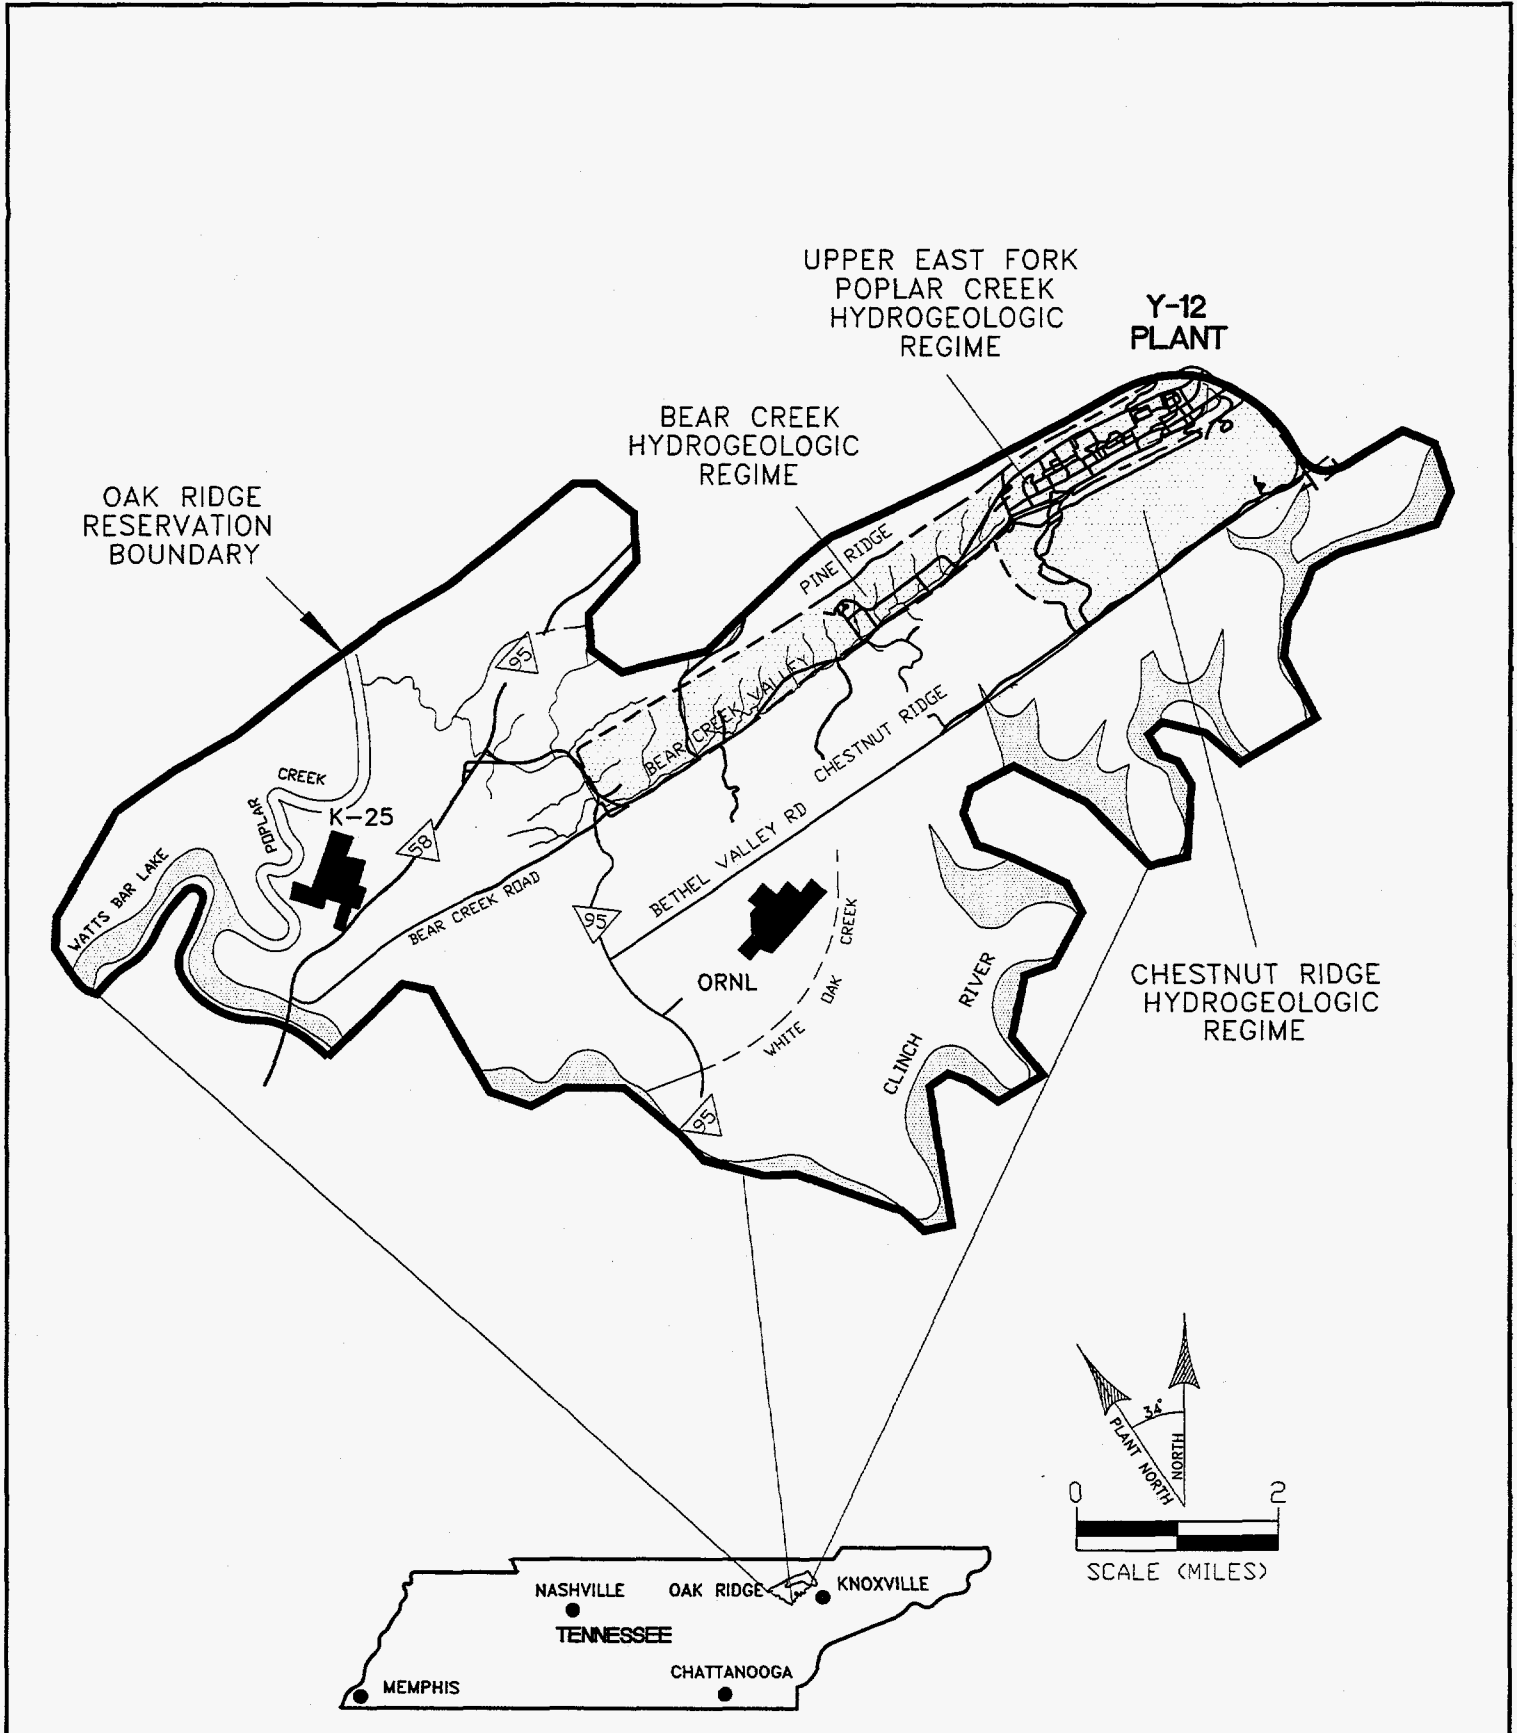 UPPER EAST FORK
POPLAR CREEK
HYDROGEOLOGIC
REGIME
Y-12
PLANT
BEAR CREEK
HYDROGEOLOGIC
REGIME
OAK RIDGE
RESERVATION
BOUNDARY
PINE RIDGE
95
BEAR CREEK VALLEY
CHESTNUT RIDGE
CREEK
POPLAR
K-25
58
WATTS BAR LAKE
BEAR CREEK ROAD
95
BETHEL VALLEY RD
ORNL
WHITE
OAK
CREEK
CLINCH
RIVER
CHESTNUT RIDGE
HYDROGEOLOGIC
REGIME
95
34°
PLANT NORTH
NORTH
0
2
SCALE (MILES)
NASHVILLE
OAK RIDGE
KNOXVILLE
TENNESSEE
CHATTANOOGA
MEMPHIS